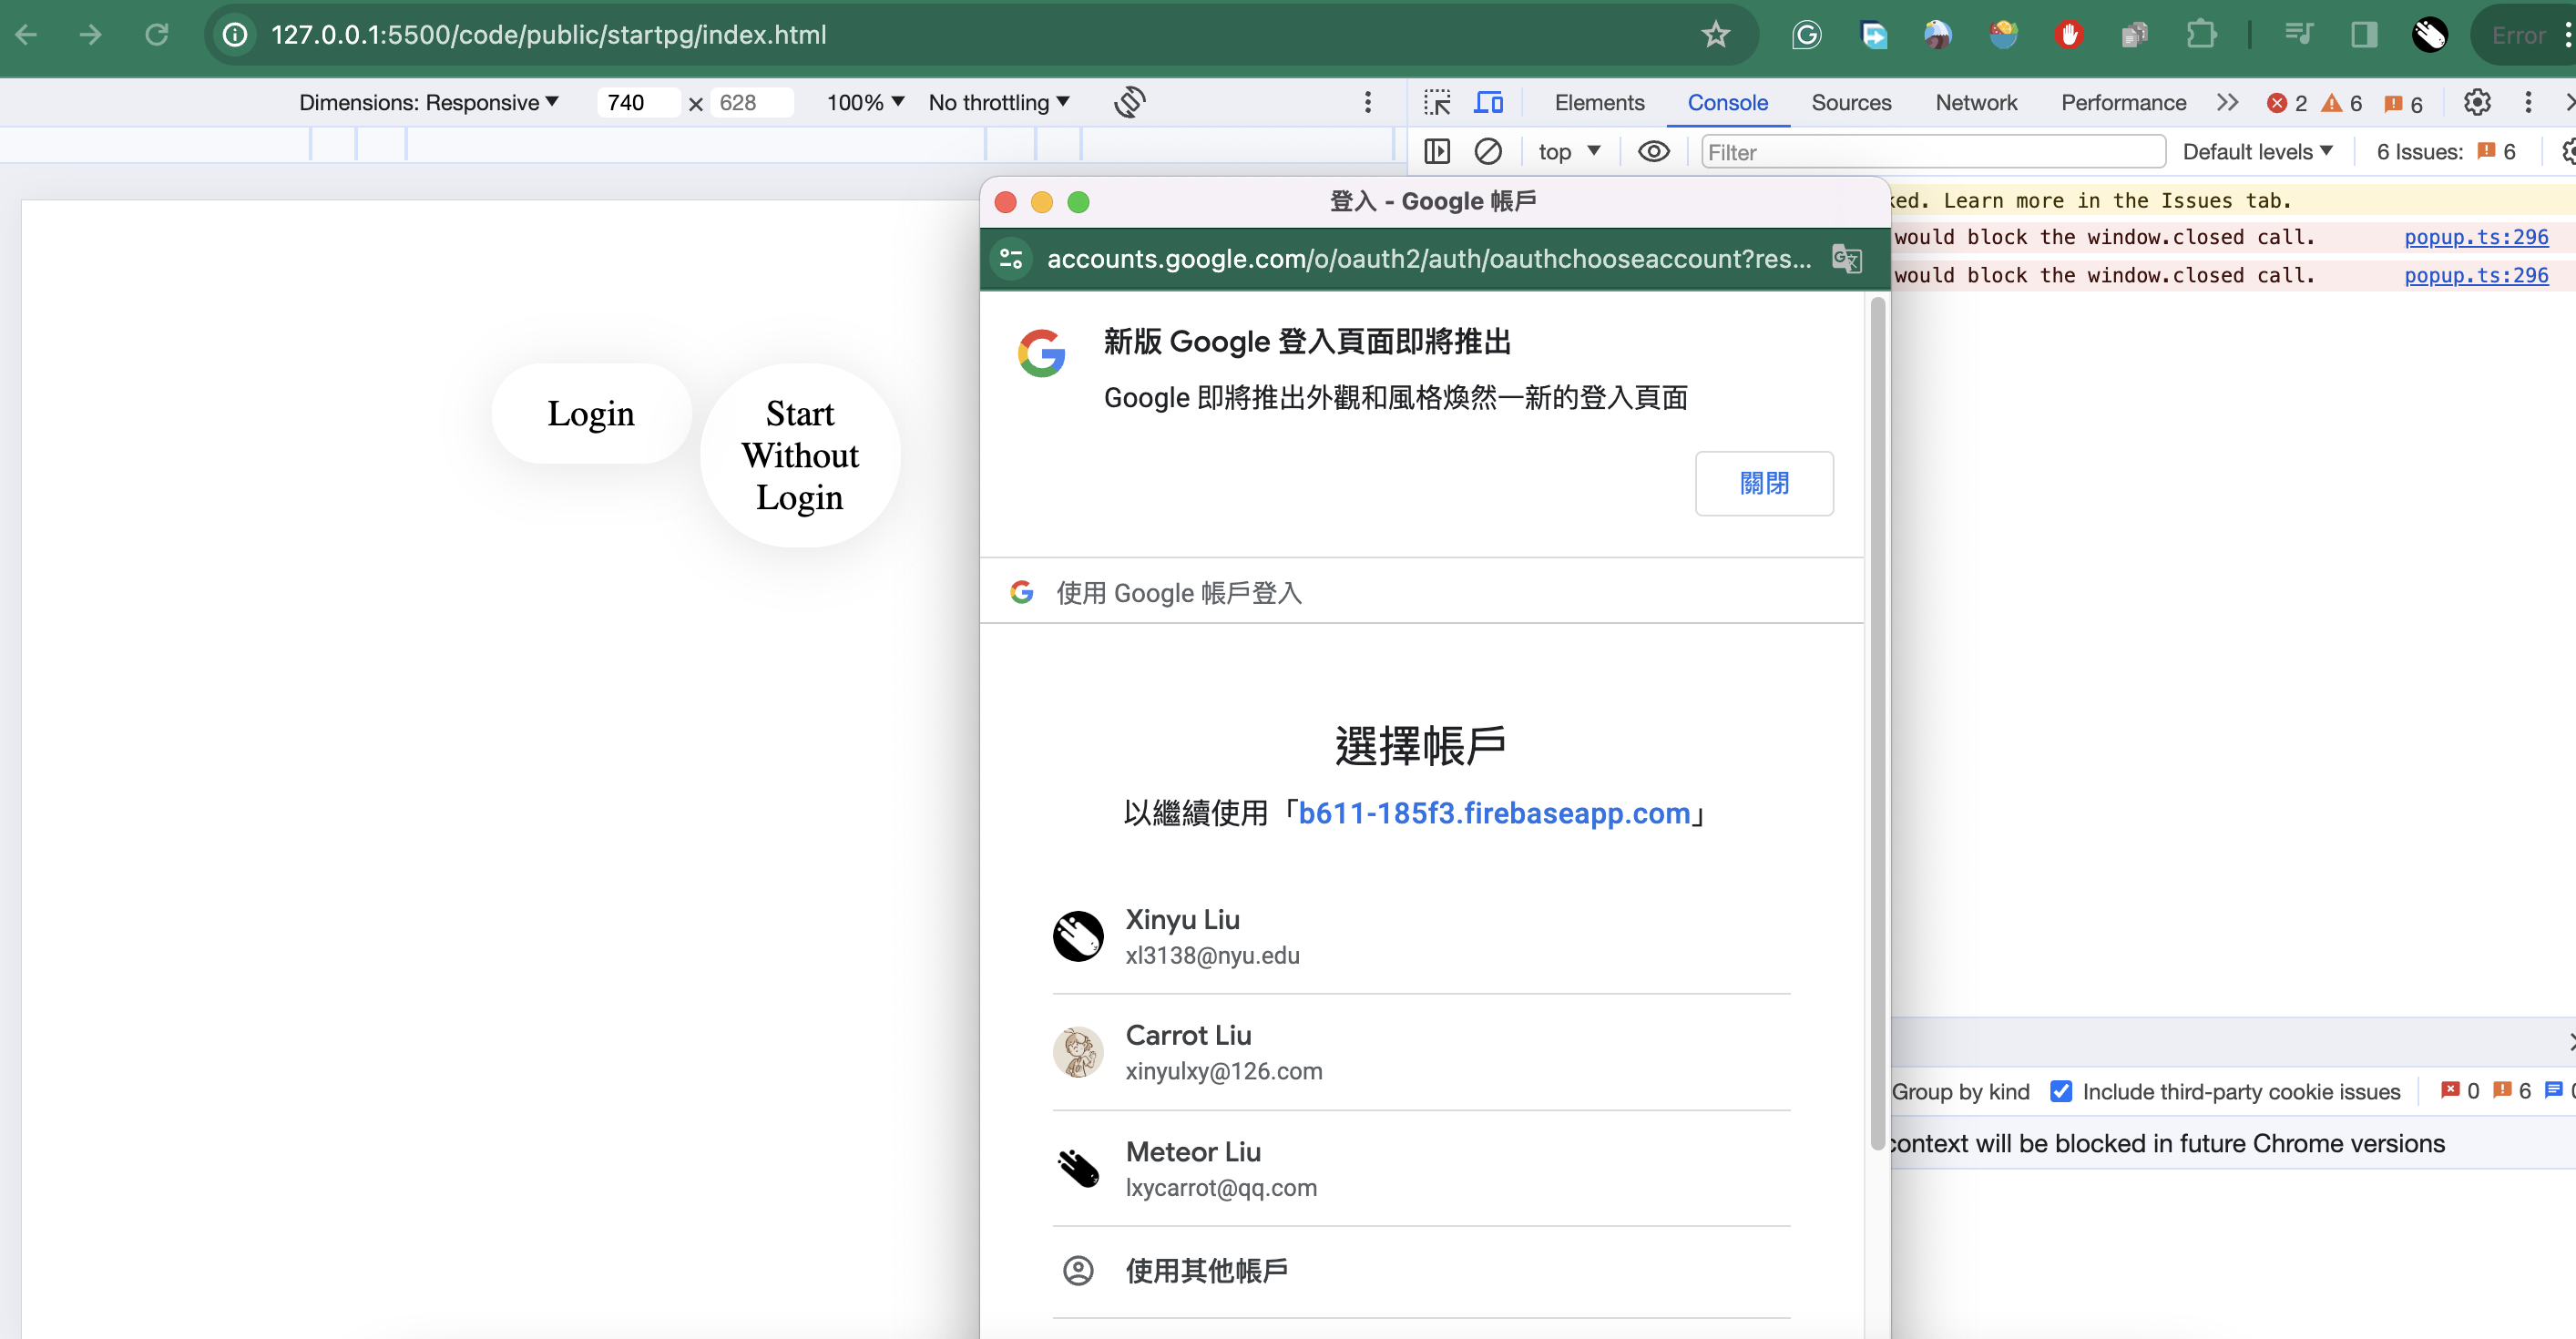 127.0.0.1:5500/code/public/startpg/index.html
Error
Dimensions: Responsive
740 × 628
100%
No throttling
Elements
Console
Sources
Network
Performance
2
6
6
top
Filter
Default levels
6 Issues:
6
ked. Learn more in the Issues tab.
would block the window.closed call.
popup.ts:296
would block the window.closed call.
popup.ts:296
Login
Start
Without
Login
登入 - Google 帳戶
accounts.google.com/o/oauth2/auth/oauthchooseaccount?res...
新版 Google 登入頁面即將推出
Google 即將推出外觀和風格煥然一新的登入頁面
關閉
使用 Google 帳戶登入
選擇帳戶
以繼續使用「b611-185f3.firebaseapp.com」
Xinyu Liu
xl3138@nyu.edu
Carrot Liu
xinyulxy@126.com
Meteor Liu
lxycarrot@qq.com
使用其他帳戶
Group by kind
Include third-party cookie issues
0
6
context will be blocked in future Chrome versions